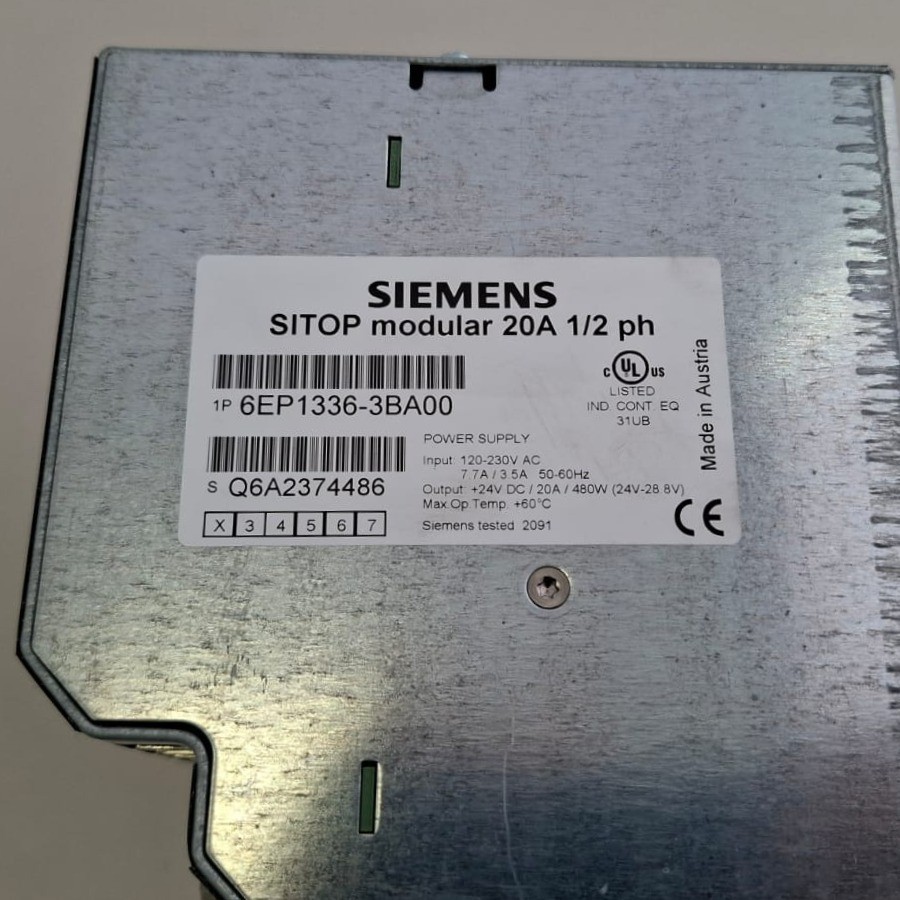 SIEMENS
SITOP modular 20A 1/2 ph
1P 6EP1336-3BA00
S Q6A2374486
X 3 4 5 6 7
POWER SUPPLY
Input: 120-230V AC
7.7A / 3.5A 50-60Hz
Output: +24V DC / 20A / 480W (24V-28.8V)
Max.Op.Temp. +60°C
Siemens tested 2091
C UL US
LISTED
IND. CONT. EQ
31UB
Made in Austria
CE